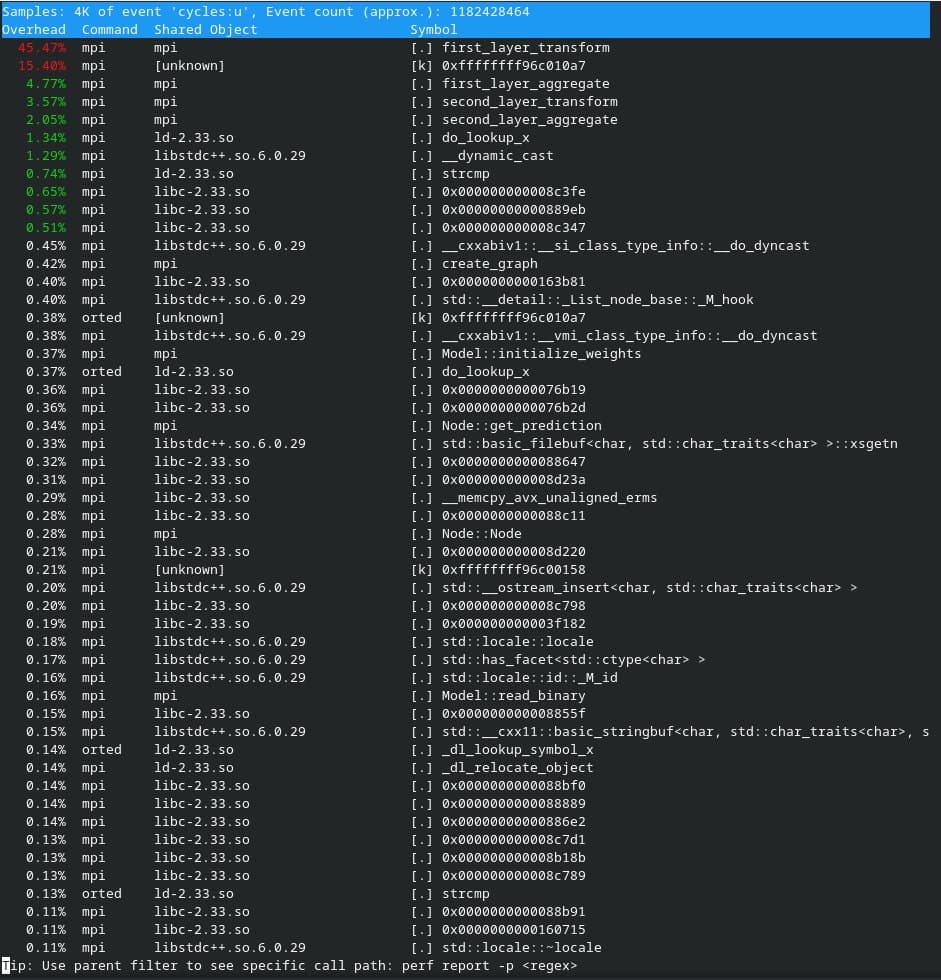 Samples: 4K of event 'cycles:u', Event count (approx.): 1182428464
Overhead  Command  Shared Object  Symbol
45.47%  mpi  mpi  [.] first_layer_transform
15.40%  mpi  [unknown]  [k] 0xffffffff96c010a7
4.77%  mpi  mpi  [.] first_layer_aggregate
3.57%  mpi  mpi  [.] second_layer_transform
2.05%  mpi  mpi  [.] second_layer_aggregate
1.34%  mpi  ld-2.33.so  [.] do_lookup_x
1.29%  mpi  libstdc++.so.6.0.29  [.] __dynamic_cast
0.74%  mpi  ld-2.33.so  [.] strcmp
0.65%  mpi  libc-2.33.so  [.] 0x000000000008c3fe
0.57%  mpi  libc-2.33.so  [.] 0x00000000000889eb
0.51%  mpi  libc-2.33.so  [.] 0x000000000008c347
0.45%  mpi  libstdc++.so.6.0.29  [.] __cxxabiv1::__si_class_type_info::__do_dyncast
0.42%  mpi  mpi  [.] create_graph
0.40%  mpi  libc-2.33.so  [.] 0x0000000000163b81
0.40%  mpi  libstdc++.so.6.0.29  [.] std::__detail::_List_node_base::_M_hook
0.38%  orted  [unknown]  [k] 0xffffffff96c010a7
0.38%  mpi  libstdc++.so.6.0.29  [.] __cxxabiv1::__vmi_class_type_info::__do_dyncast
0.37%  mpi  mpi  [.] Model::initialize_weights
0.37%  orted  ld-2.33.so  [.] do_lookup_x
0.36%  mpi  libc-2.33.so  [.] 0x0000000000076b19
0.36%  mpi  libc-2.33.so  [.] 0x0000000000076b2d
0.34%  mpi  mpi  [.] Node::get_prediction
0.33%  mpi  libstdc++.so.6.0.29  [.] std::basic_filebuf<char, std::char_traits<char> >::xsgetn
0.32%  mpi  libc-2.33.so  [.] 0x0000000000088647
0.31%  mpi  libc-2.33.so  [.] 0x000000000008d23a
0.29%  mpi  libc-2.33.so  [.] __memcpy_avx_unaligned_erms
0.28%  mpi  libc-2.33.so  [.] 0x0000000000088c11
0.28%  mpi  mpi  [.] Node::Node
0.21%  mpi  libc-2.33.so  [.] 0x000000000008d220
0.21%  mpi  [unknown]  [k] 0xffffffff96c00158
0.20%  mpi  libstdc++.so.6.0.29  [.] std::__ostream_insert<char, std::char_traits<char> >
0.20%  mpi  libc-2.33.so  [.] 0x000000000008c798
0.19%  mpi  libc-2.33.so  [.] 0x000000000003f182
0.18%  mpi  libstdc++.so.6.0.29  [.] std::locale::locale
0.17%  mpi  libstdc++.so.6.0.29  [.] std::has_facet<std::ctype<char> >
0.16%  mpi  libstdc++.so.6.0.29  [.] std::locale::id::_M_id
0.16%  mpi  mpi  [.] Model::read_binary
0.15%  mpi  libc-2.33.so  [.] 0x000000000008855f
0.15%  mpi  libstdc++.so.6.0.29  [.] std::__cxx11::basic_stringbuf<char, std::char_traits<char>, s
0.14%  orted  ld-2.33.so  [.] _dl_lookup_symbol_x
0.14%  mpi  ld-2.33.so  [.] _dl_relocate_object
0.14%  mpi  libc-2.33.so  [.] 0x0000000000088bf0
0.14%  mpi  libc-2.33.so  [.] 0x0000000000088889
0.14%  mpi  libc-2.33.so  [.] 0x00000000000886e2
0.13%  mpi  libc-2.33.so  [.] 0x000000000008c7d1
0.13%  mpi  libc-2.33.so  [.] 0x000000000008b18b
0.13%  mpi  libc-2.33.so  [.] 0x000000000008c789
0.13%  orted  ld-2.33.so  [.] strcmp
0.11%  mpi  libc-2.33.so  [.] 0x0000000000088b91
0.11%  mpi  libc-2.33.so  [.] 0x0000000000160715
0.11%  mpi  libstdc++.so.6.0.29  [.] std::locale::~locale
Tip: Use parent filter to see specific call path: perf report -p <regex>